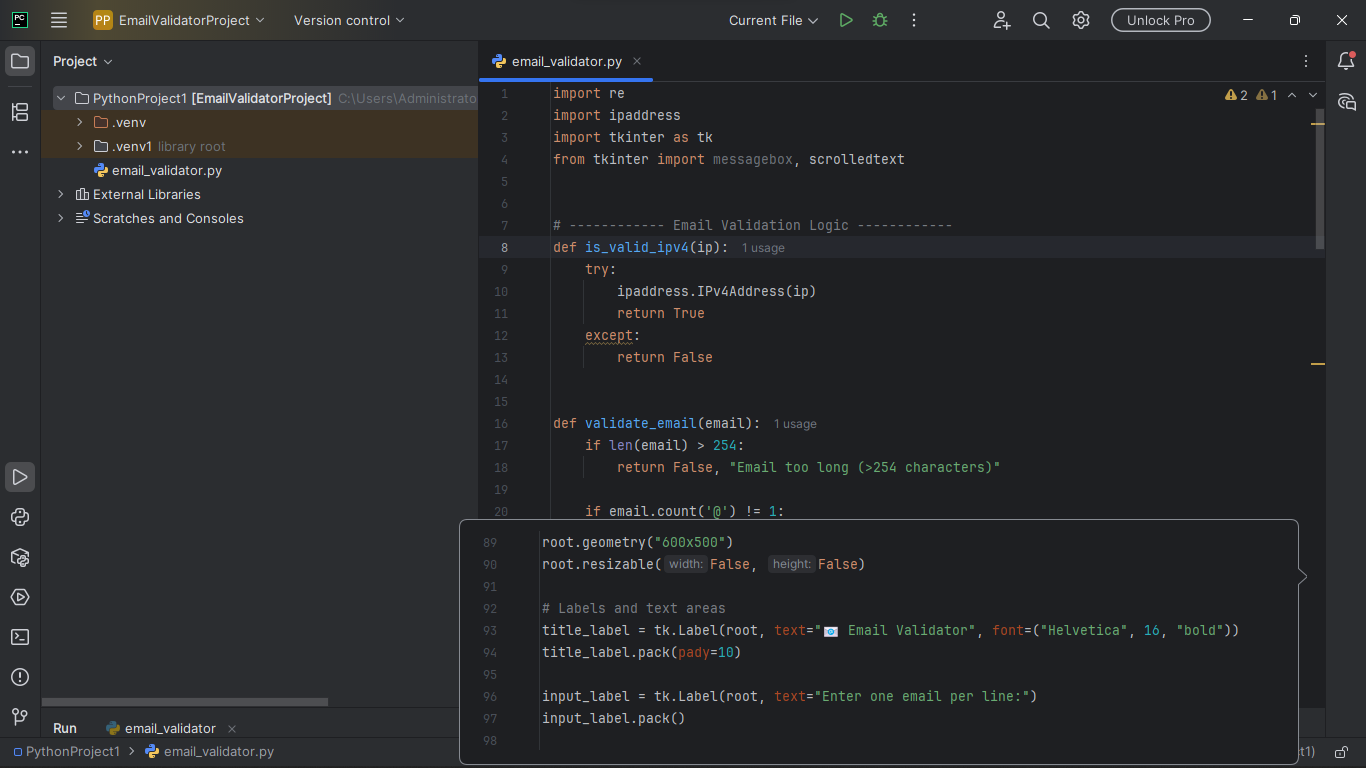 PC
PP EmailValidatorProject
Version control
Current File
Unlock Pro
Project
PythonProject1 [EmailValidatorProject] C:\Users\Administrato
.venv
.venv1 library root
email_validator.py
External Libraries
Scratches and Consoles
email_validator.py
2 1
1 import re
2 import ipaddress
3 import tkinter as tk
4 from tkinter import messagebox, scrolledtext
5
6
7 # ------------ Email Validation Logic ------------
8 def is_valid_ipv4(ip): 1 usage
9 try:
10 ipaddress.IPv4Address(ip)
11 return True
12 except:
13 return False
14
15
16 def validate_email(email): 1 usage
17 if len(email) > 254:
18 return False, "Email too long (>254 characters)"
19
20 if email.count('@') != 1:
89 root.geometry("600x500")
90 root.resizable( width: False, height: False)
91
92 # Labels and text areas
93 title_label = tk.Label(root, text="📧 Email Validator", font=("Helvetica", 16, "bold"))
94 title_label.pack(pady=10)
95
96 input_label = tk.Label(root, text="Enter one email per line:")
97 input_label.pack()
98
Run
email_validator
PythonProject1 > email_validator.py
t1)